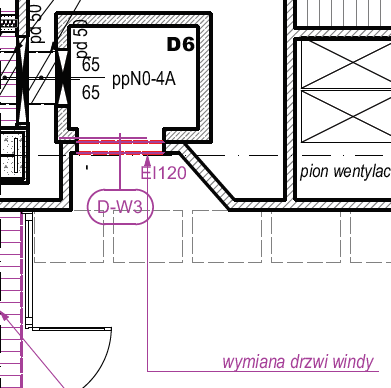 pd 50
pd 50
D6
65
65
ppN0-4A
EI120
pion wentylac
D-W3
wymiana drzwi windy